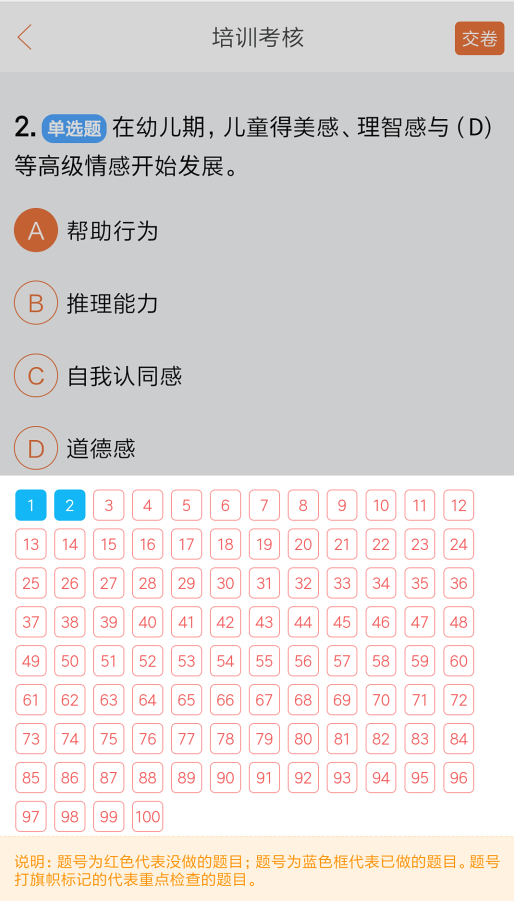 培训考核
交卷
2. 单选题 在幼儿期，儿童得美感、理智感与（D）
等高级情感开始发展。
A 帮助行为
B 推理能力
C 自我认同感
D 道德感
1 2 3 4 5 6 7 8 9 10 11 12
13 14 15 16 17 18 19 20 21 22 23 24
25 26 27 28 29 30 31 32 33 34 35 36
37 38 39 40 41 42 43 44 45 46 47 48
49 50 51 52 53 54 55 56 57 58 59 60
61 62 63 64 65 66 67 68 69 70 71 72
73 74 75 76 77 78 79 80 81 82 83 84
85 86 87 88 89 90 91 92 93 94 95 96
97 98 99 100
说明：题号为红色代表没做的题目；题号为蓝色框代表已做的题目。题号
打旗帜标记的代表重点检查的题目。